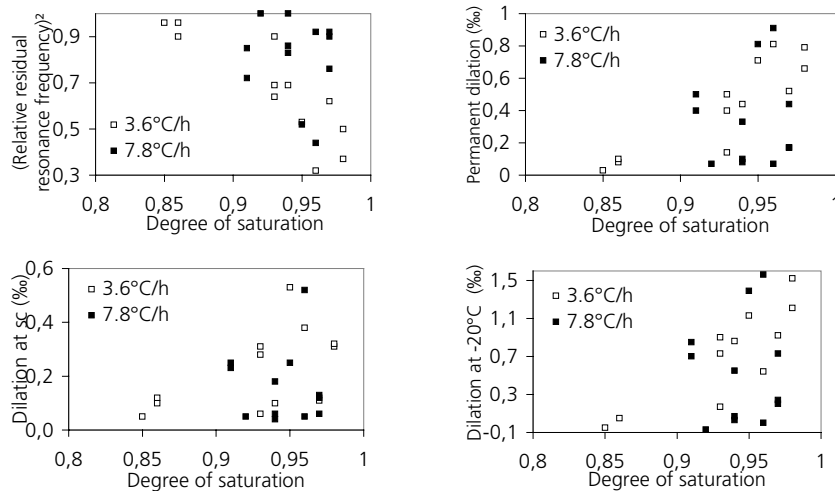 (Relative residual
resonance frequency)²
0,9
0,7
0,5
0,3
□ 3.6°C/h
■ 7.8°C/h
0,8 0,85 0,9 0,95 1
Degree of saturation
Permanent dilation (‰)
1
0,8
0,6
0,4
0,2
0
□ 3.6°C/h
■ 7.8°C/h
0,8 0,85 0,9 0,95 1
Degree of saturation
Dilation at sc (‰)
0,6
0,4
0,2
0,0
□ 3.6°C/h
■ 7.8°C/h
0,8 0,85 0,9 0,95 1
Degree of saturation
Dilation at -20°C (‰)
1,5
1,1
0,7
0,3
-0,1
□ 3.6°C/h
■ 7.8°C/h
0,8 0,85 0,9 0,95 1
Degree of saturation